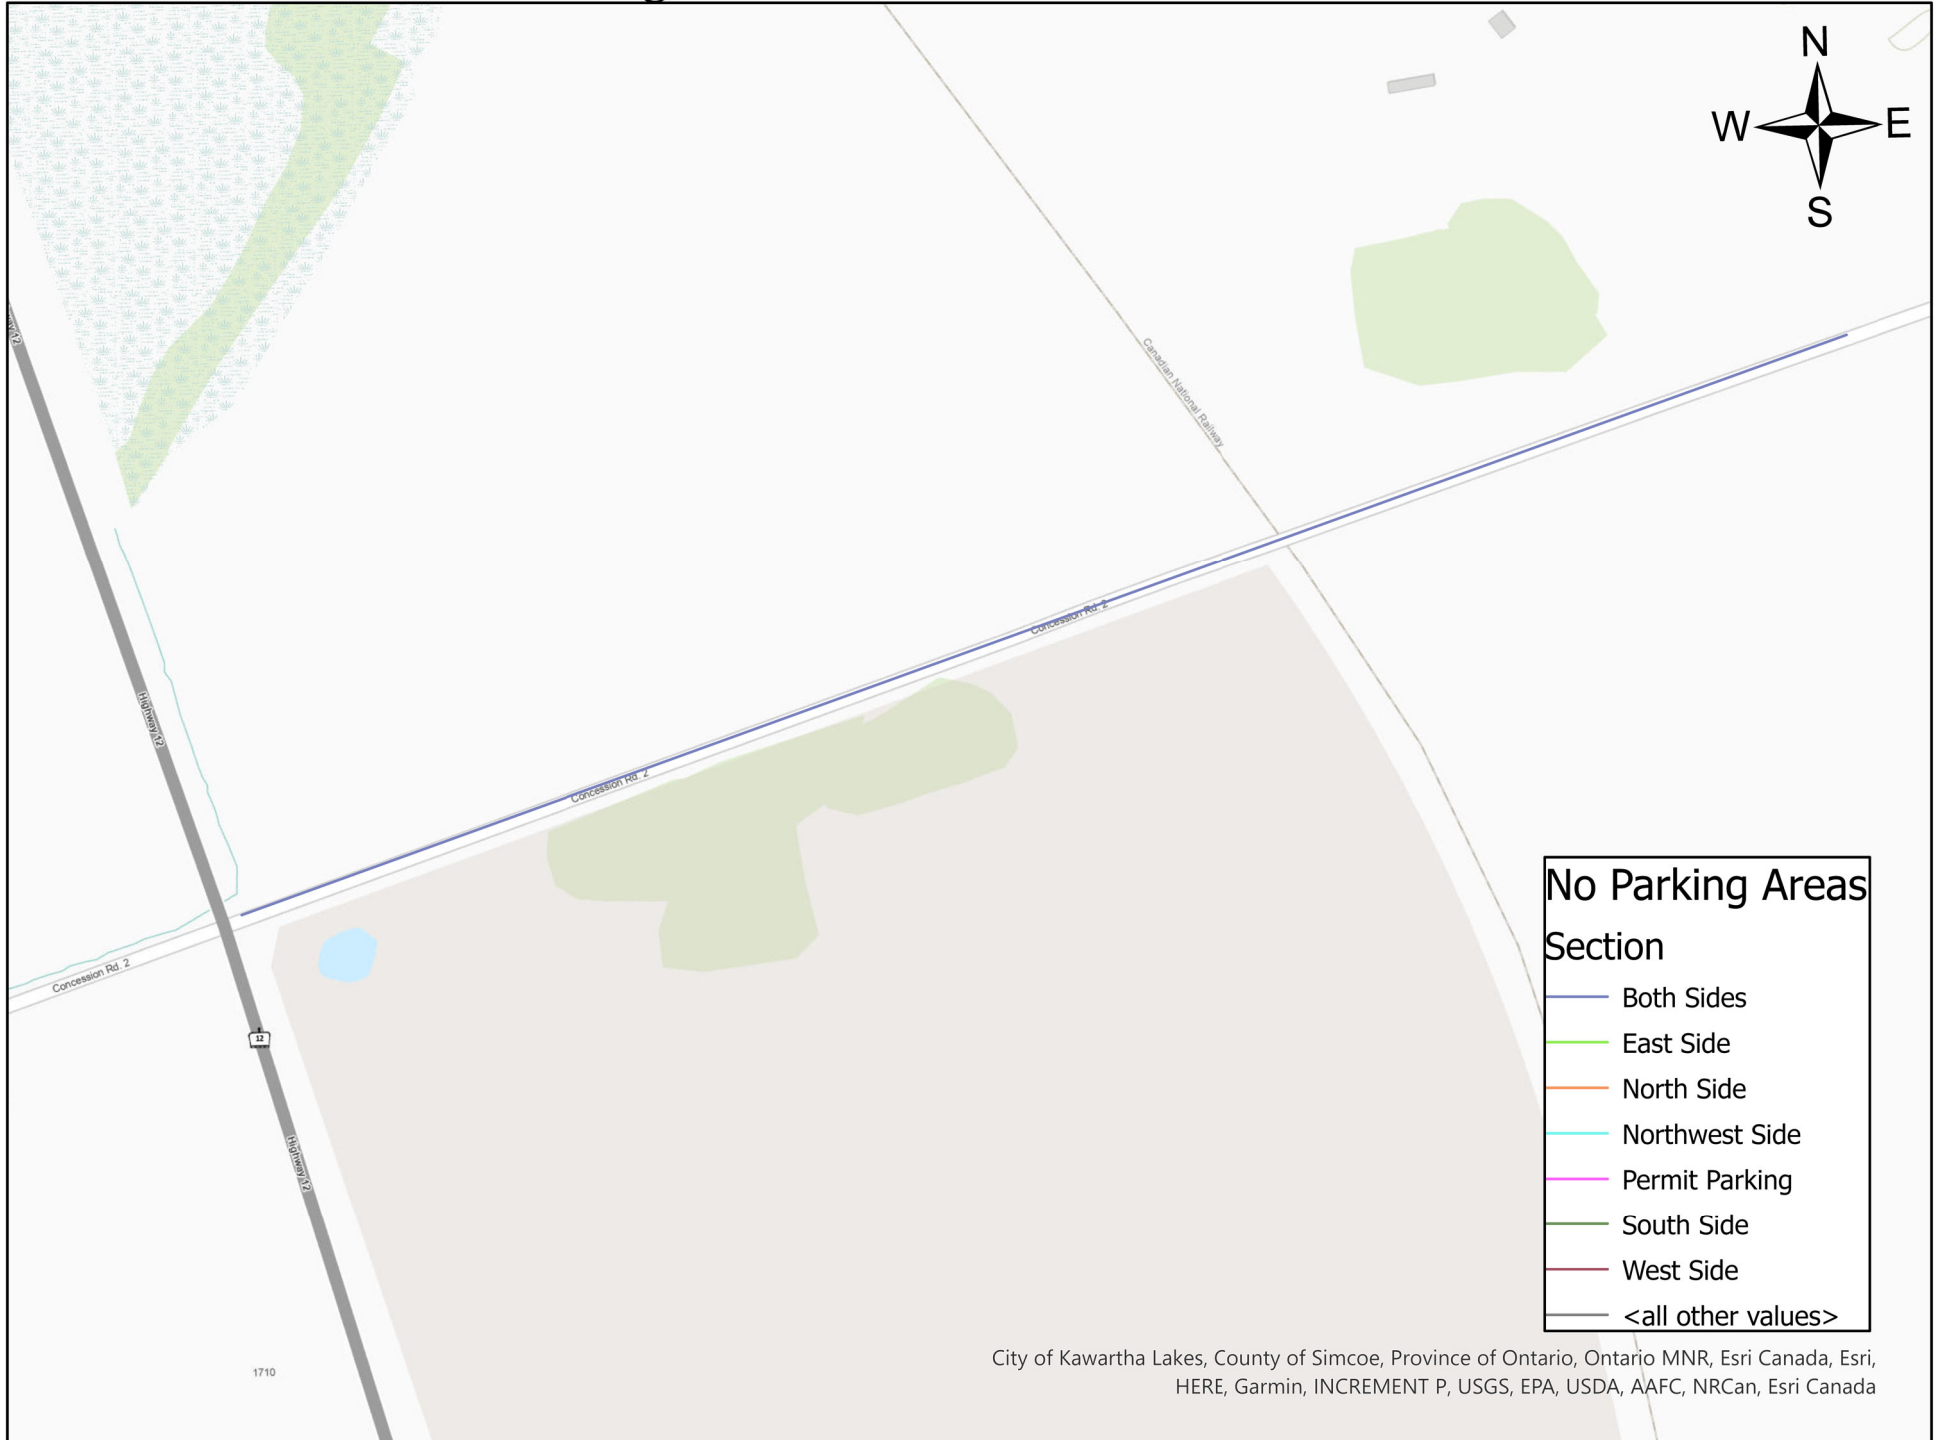 N
W
E
S
Canadian National Railway
Concession Rd. 2
Highway 12
Concession Rd. 2
Concession Rd. 2
12
Highway 12
1710
No Parking Areas
Section
Both Sides
East Side
North Side
Northwest Side
Permit Parking
South Side
West Side
<all other values>
City of Kawartha Lakes, County of Simcoe, Province of Ontario, Ontario MNR, Esri Canada, Esri,
HERE, Garmin, INCREMENT P, USGS, EPA, USDA, AAFC, NRCan, Esri Canada